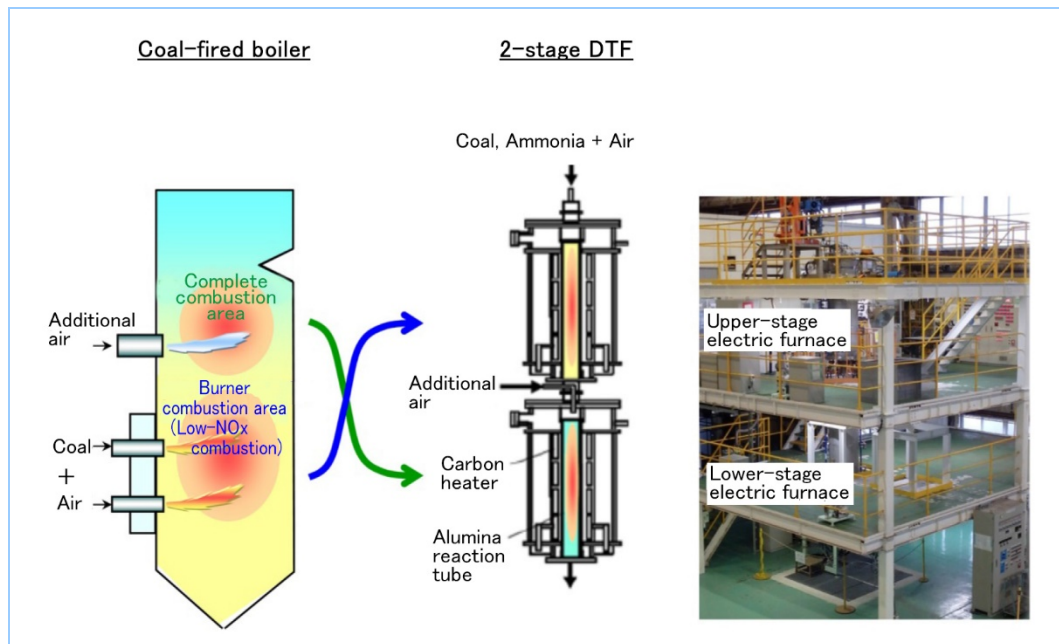 Coal-fired boiler
2-stage DTF
Coal, Ammonia + Air
Complete
combustion
area
Additional
air
Burner
combustion area
(Low-NOx
combustion)
Coal
+
Air
Additional
air
Carbon
heater
Alumina
reaction
tube
Upper-stage
electric furnace
Lower-stage
electric furnace